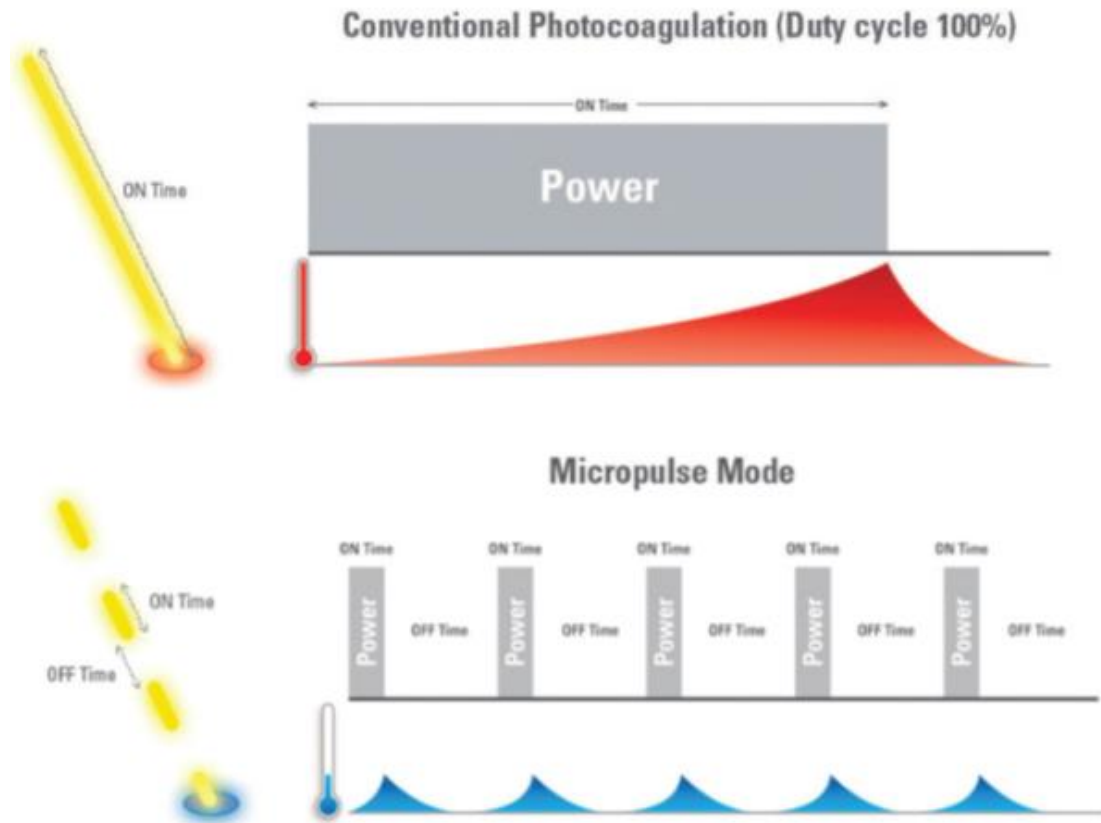 Conventional Photocoagulation (Duty cycle 100%)
ON Time
Power
ON Time
Micropulse Mode
ON Time ON Time ON Time ON Time ON Time
Power OFF Time Power OFF Time Power OFF Time Power OFF Time Power OFF Time
ON Time
OFF Time